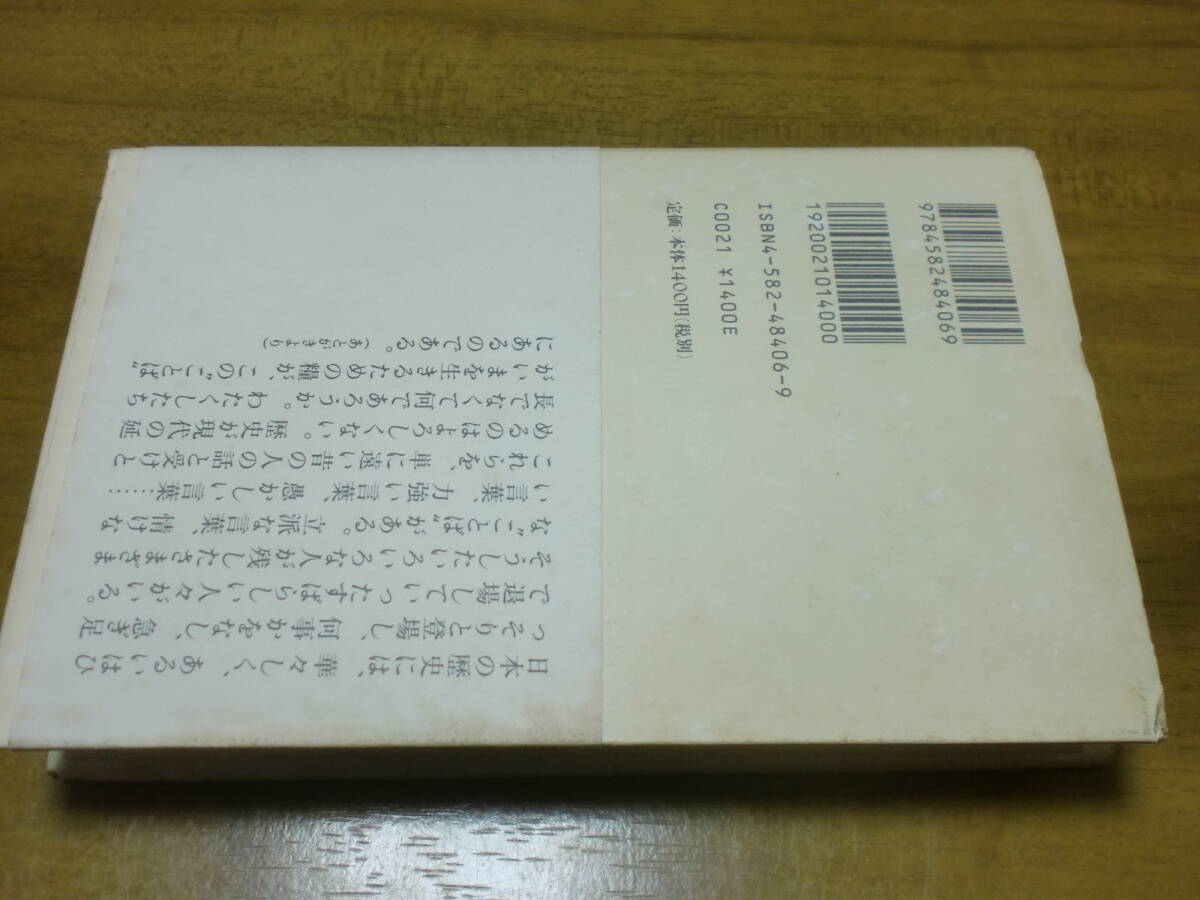 9784582484069
1920021014000
ISBN4-582-48406-9
C0021 ¥1400E
定価：本体1400円(税別)
日本の歴史には、華々しく、あるいはひ
っそりと登場し、何事かをなし、急ぎ足
で退場していったすばらしい人々がいる。
そうしたいろいろな人が残したさまざま
な“ことば”がある。立派な言葉、情けな
い言葉、力強い言葉、愚かしい言葉……
これらを、単に遠い昔の人の話と受けと
めるのはよろしくない。歴史が現代の延
長でなくて何であろうか。わたくしたち
がいまを生きるための糧が、この“ことば”
にあるのである。(あとがきより)